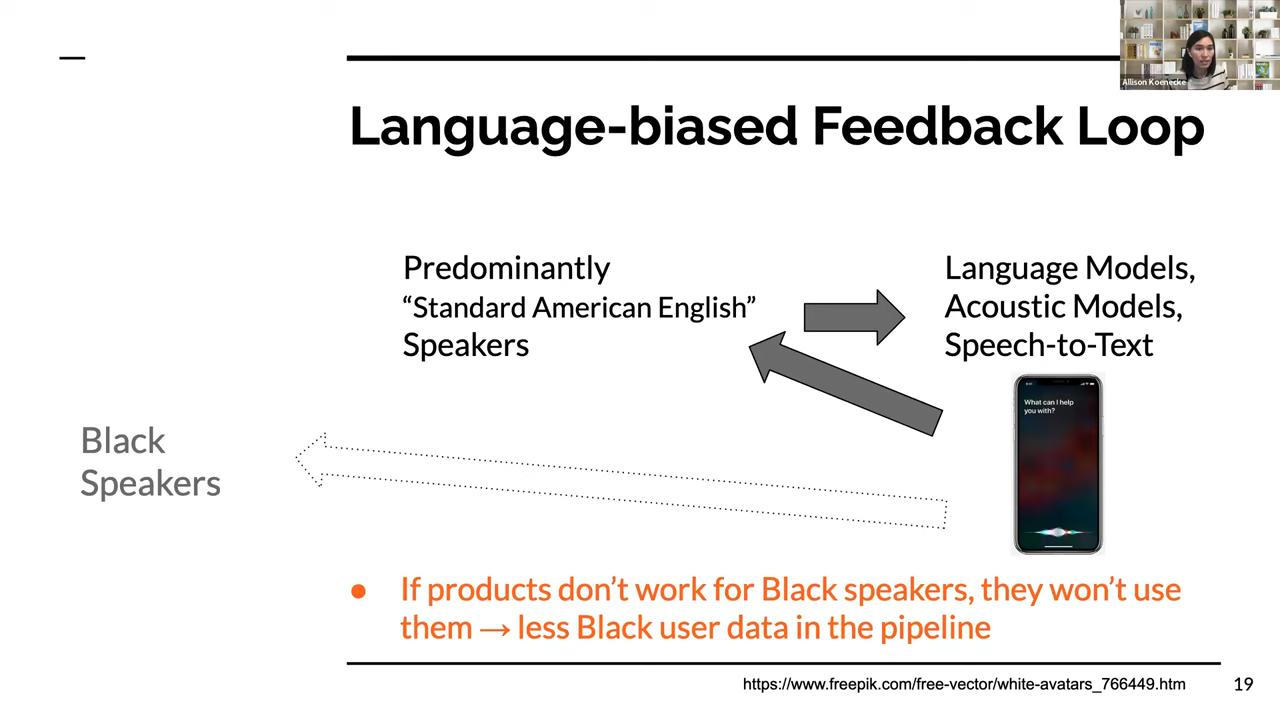 Allison Koenecke
Language-biased Feedback Loop
Predominantly
“Standard American English”
Speakers
Language Models,
Acoustic Models,
Speech-to-Text
What can I help
you with?
Black
Speakers
● If products don’t work for Black speakers, they won’t use
them → less Black user data in the pipeline
https://www.freepik.com/free-vector/white-avatars_766449.htm
19